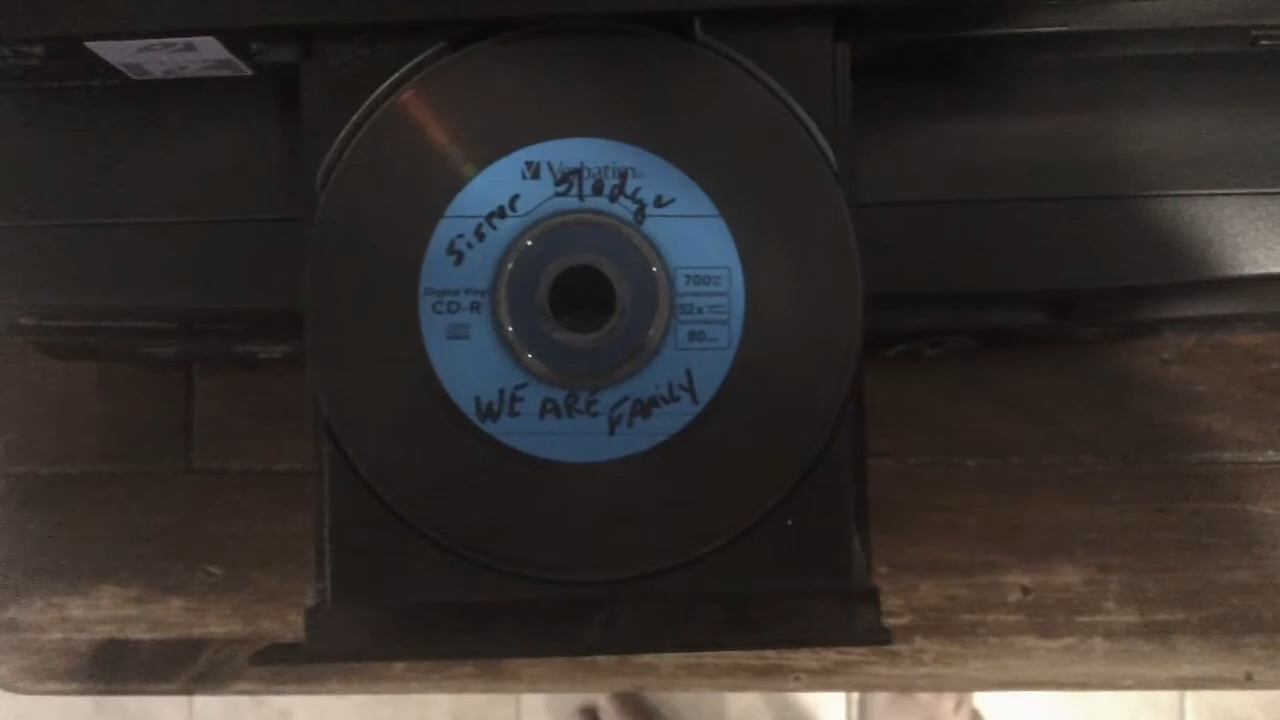 Verbatim
Sister Sledge
Digital Vinyl
CD-R
700
52x
80
WE ARE FAMILY